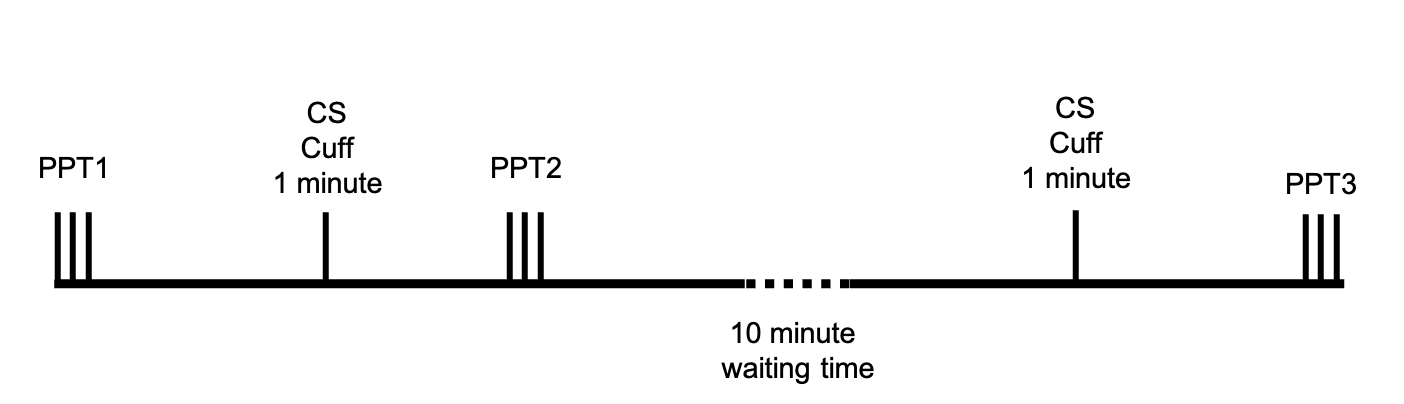 PPT1
CS
Cuff
1 minute
PPT2
10 minute
waiting time
CS
Cuff
1 minute
PPT3